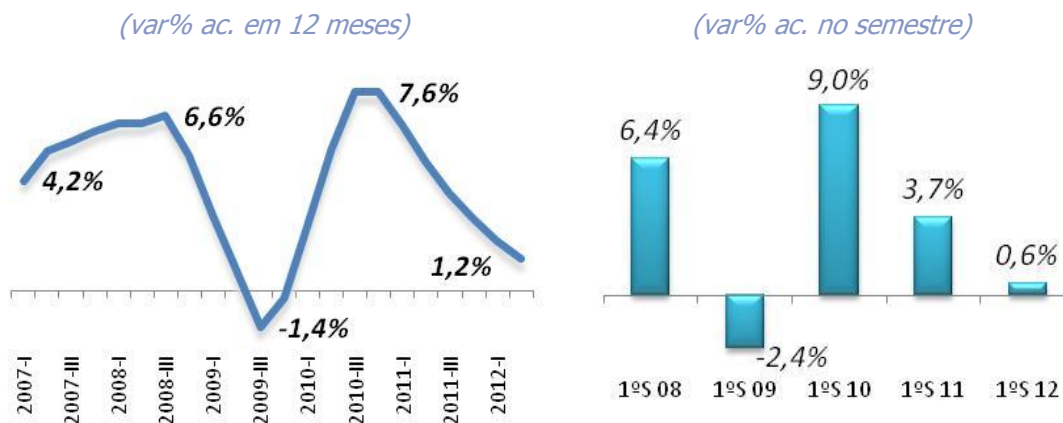 (var% ac. em 12 meses)
6,6%
7,6%
4,2%
1,2%
-1,4%
2007-I
2007-III
2008-I
2008-III
2009-I
2009-III
2010-I
2010-III
2011-I
2011-III
2012-I
(var% ac. no semestre)
9,0%
6,4%
3,7%
0,6%
-2,4%
1ºS 08
1ºS 09
1ºS 10
1ºS 11
1ºS 12